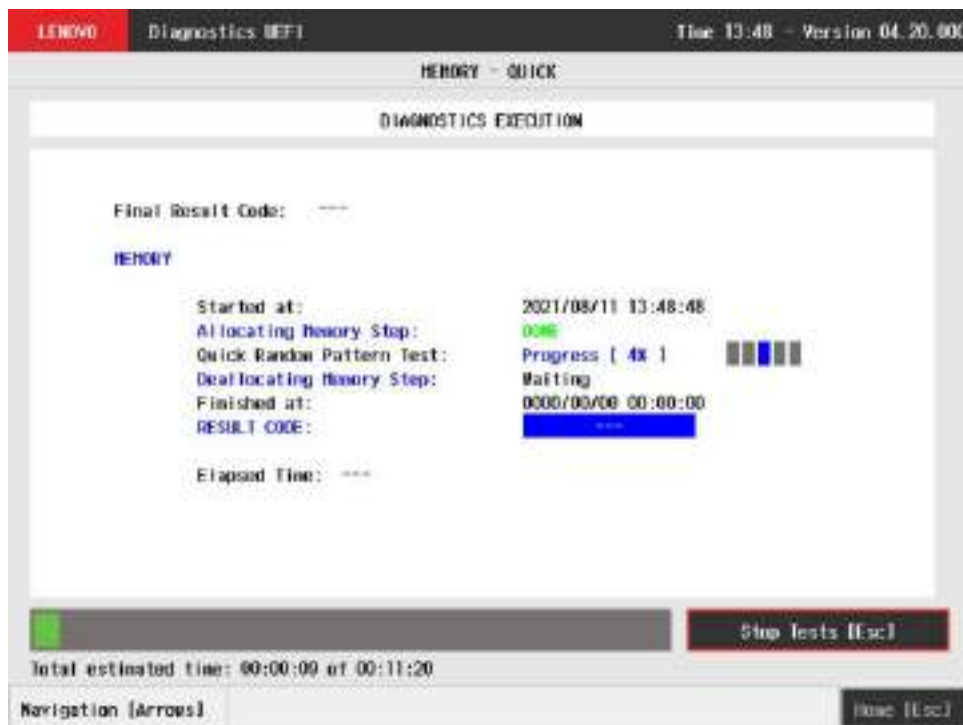 LENOVO Diagnostics UEFI Time 13:48 - Version 04.20.000
MEMORY - QUICK
DIAGNOSTICS EXECUTION
Final Result Code: ---
MEMORY
Started at: 2021/08/11 13:48:48
Allocating Memory Step: DONE
Quick Random Pattern Test: Progress [ 4% ]
Deallocating Memory Step: Waiting
Finished at: 0000/00/00 00:00:00
RESULT CODE: ---
Elapsed Time: ---
Stop Tests [Esc]
Total estimated time: 00:00:09 of 00:11:20
Navigation [Arrows] Home [Esc]